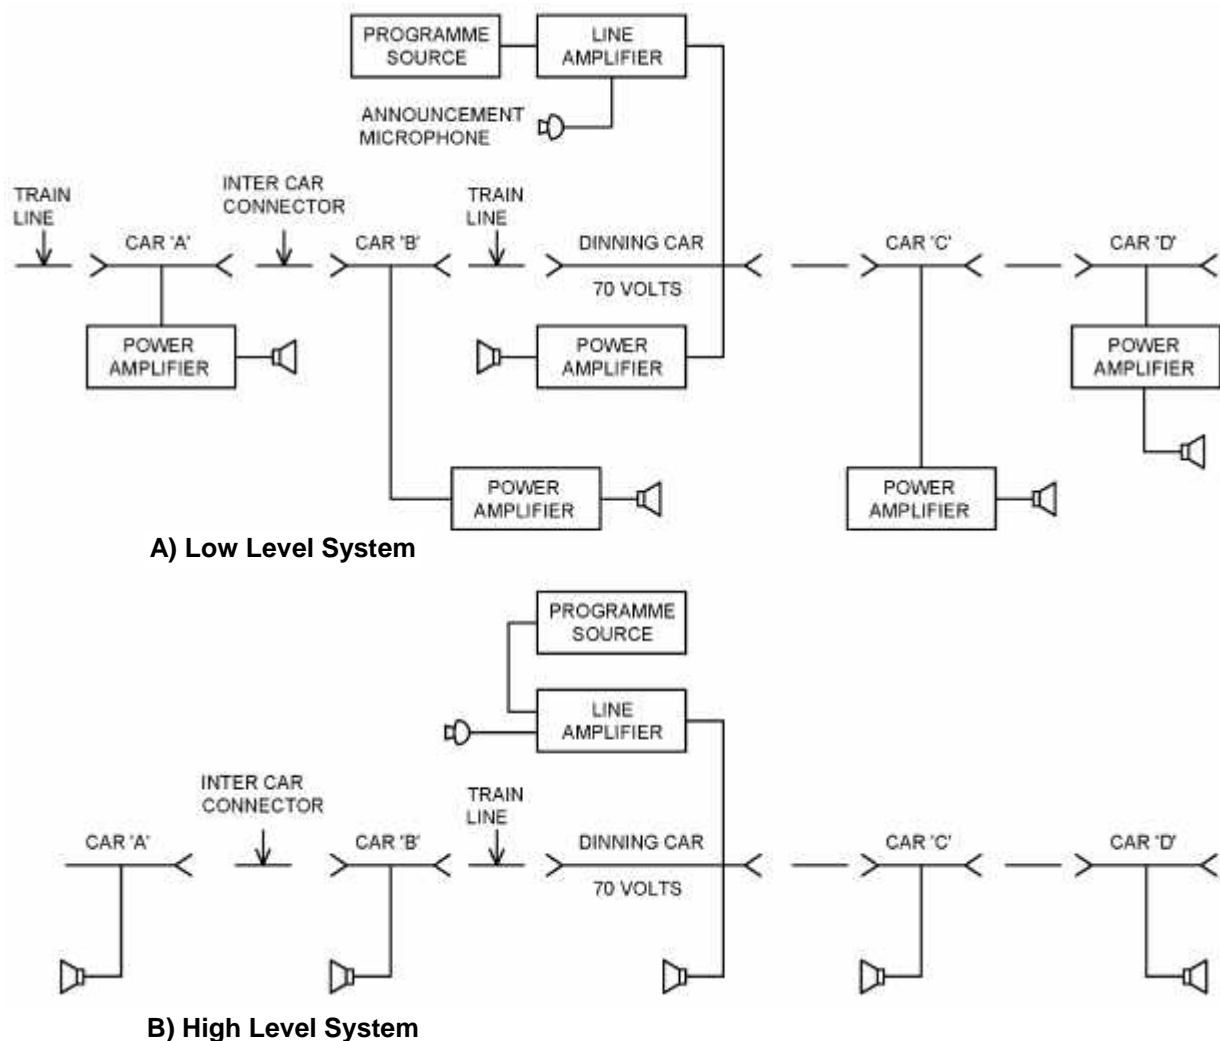 PROGRAMME
SOURCE
LINE
AMPLIFIER
ANNOUNCEMENT
MICROPHONE
TRAIN
LINE
INTER CAR
CONNECTOR
TRAIN
LINE
CAR 'A'
CAR 'B'
DINNING CAR
CAR 'C'
CAR 'D'
70 VOLTS
POWER
AMPLIFIER
POWER
AMPLIFIER
POWER
AMPLIFIER
POWER
AMPLIFIER
POWER
AMPLIFIER
A) Low Level System
PROGRAMME
SOURCE
LINE
AMPLIFIER
INTER CAR
CONNECTOR
TRAIN
LINE
CAR 'A'
CAR 'B'
DINNING CAR
CAR 'C'
CAR 'D'
70 VOLTS
B) High Level System